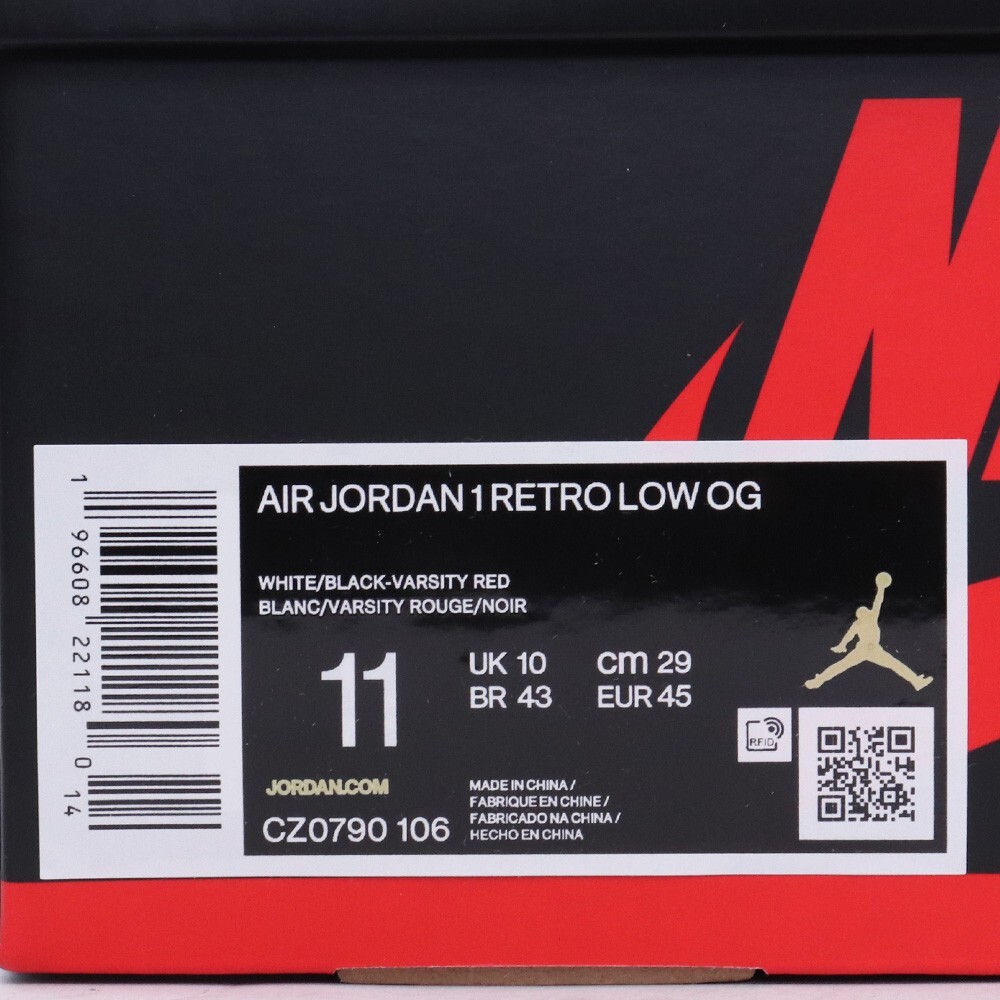 AIR JORDAN 1 RETRO LOW OG
WHITE/BLACK-VARSITY RED
BLANC/VARSITY ROUGE/NOIR
11
UK 10
cm 29
BR 43
EUR 45
RFID
JORDAN.COM
CZ0790 106
MADE IN CHINA /
FABRIQUE EN CHINE /
FABRICADO NA CHINA /
HECHO EN CHINA
1 96608 22118 0 14